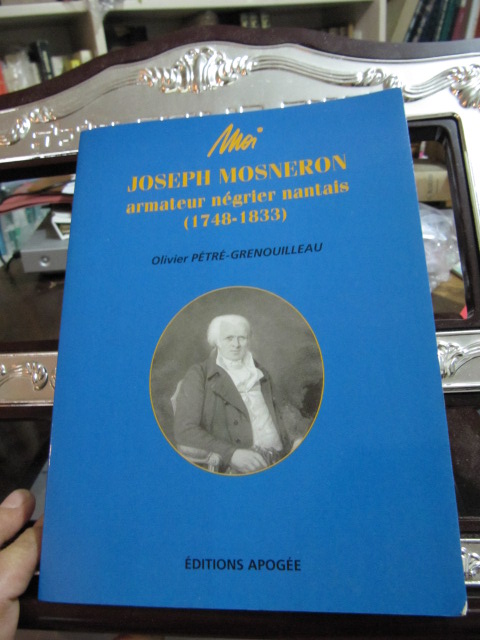 Moi
JOSEPH MOSNERON
armateur négrier nantais
(1748-1833)
Olivier PÉTRÉ-GRENOUILLEAU
ÉDITIONS APOGÉE